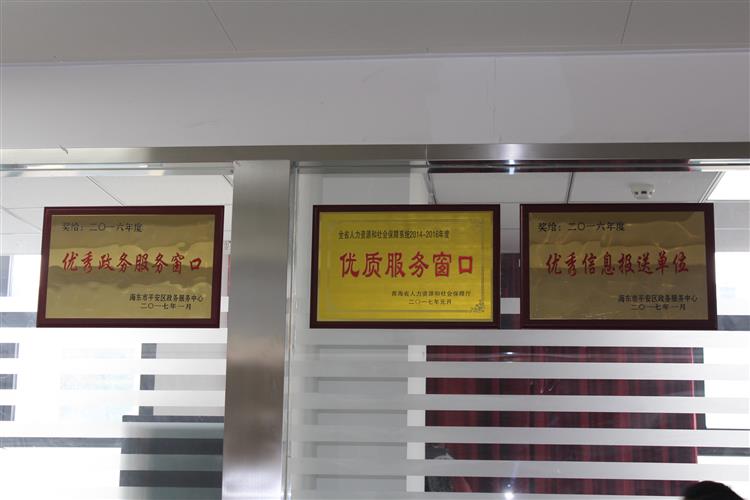 奖给：二〇一六年度
优秀政务服务窗口
海东市平安区政务服务中心
二〇一七年一月
全省人力资源和社会保障系统2014-2016年度
优质服务窗口
青海省人力资源和社会保障厅
二〇一七年元月
奖给：二〇一六年度
优秀信息报送单位
海东市平安区政务服务中心
二〇一七年一月